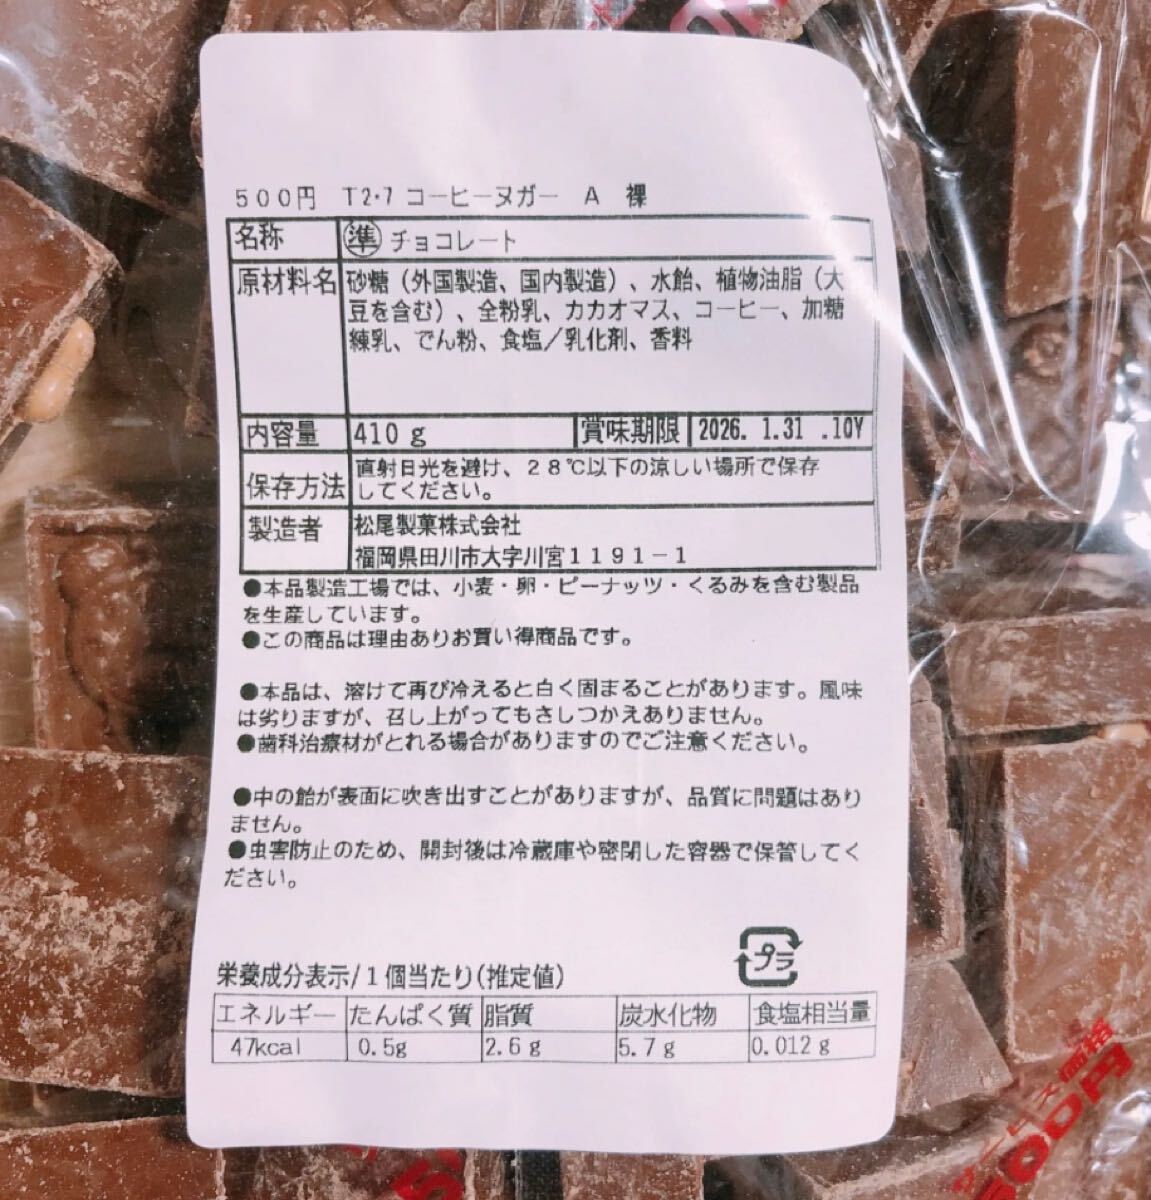 500円 T2・7 コーヒーヌガー A 裸
名称 ㊜チョコレート
原材料名 砂糖（外国製造、国内製造）、水飴、植物油脂（大
豆を含む）、全粉乳、カカオマス、コーヒー、加糖
練乳、でん粉、食塩／乳化剤、香料
内容量 410g 賞味期限 2026. 1.31 .10Y
保存方法 直射日光を避け、28℃以下の涼しい場所で保存
してください。
製造者 松尾製菓株式会社
福岡県田川市大字川宮1191－1
●本品製造工場では、小麦・卵・ピーナッツ・くるみを含む製品
を生産しています。
●この商品は理由ありお買い得商品です。
●本品は、溶けて再び冷えると白く固まることがあります。風味
は劣りますが、召し上がってもさしつかえありません。
●歯科治療材がとれる場合がありますのでご注意ください。
●中の飴が表面に吹き出すことがありますが、品質に問題はあり
ません。
●虫害防止のため、開封後は冷蔵庫や密閉した容器で保管してく
ださい。
プラ
栄養成分表示/1個当たり(推定値)
エネルギー たんぱく質 脂質 炭水化物 食塩相当量
47kcal 0.5g 2.6g 5.7g 0.012g
価格
500円